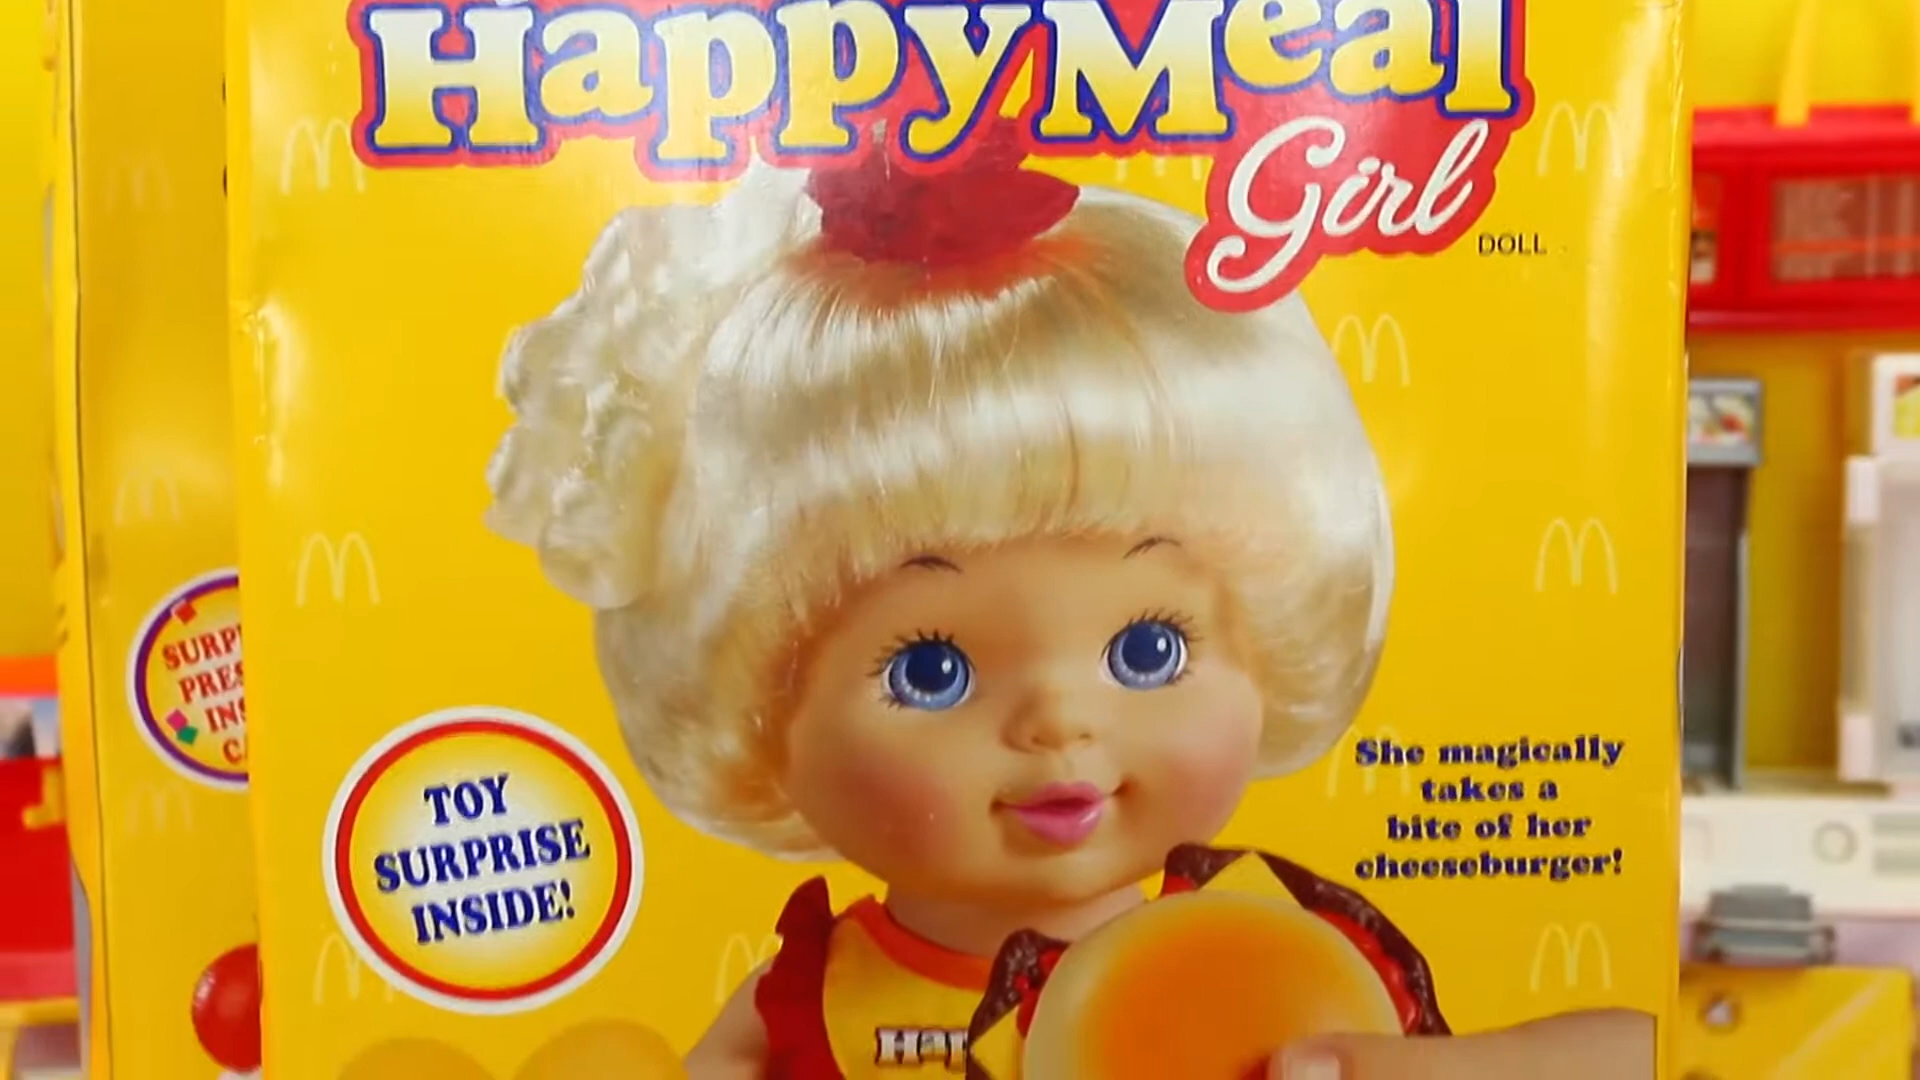 HappyMeal
Girl
DOLL
She magically
takes a
bite of her
cheeseburger!
TOY
SURPRISE
INSIDE!